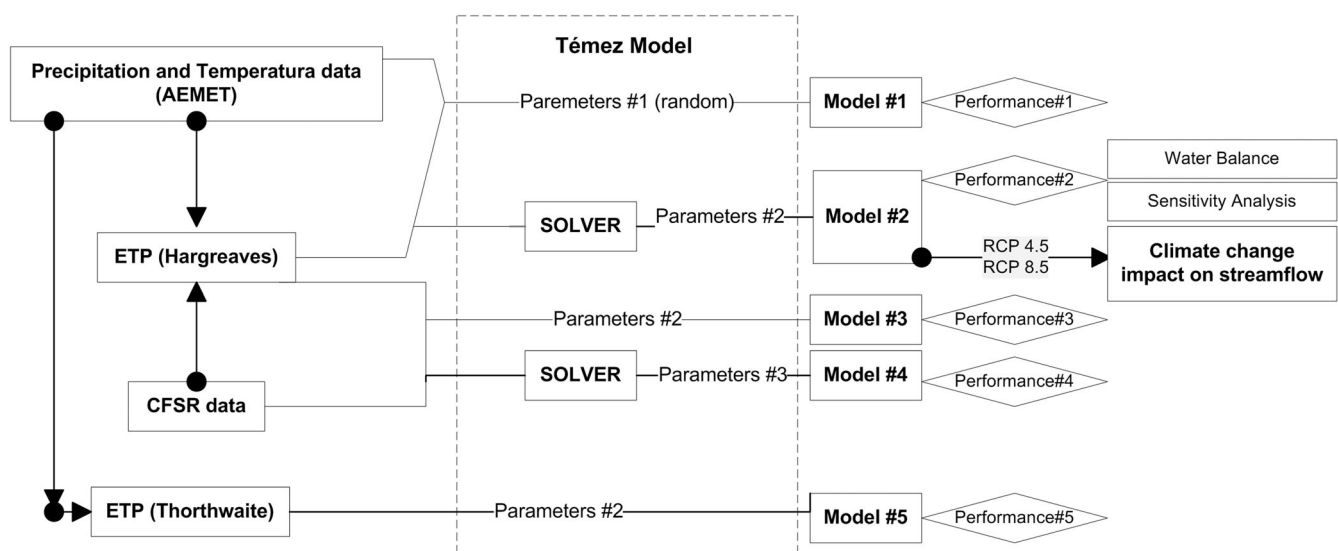 Témez Model
Precipitation and Temperatura data
(AEMET)
Paremeters #1 (random)
Model #1
Performance#1
Water Balance
Performance#2
Sensitivity Analysis
SOLVER
Parameters #2
Model #2
ETP (Hargreaves)
RCP 4.5
RCP 8.5
Climate change
impact on streamflow
Parameters #2
Model #3
Performance#3
SOLVER
Parameters #3
Model #4
Performance#4
CFSR data
ETP (Thorthwaite)
Parameters #2
Model #5
Performance#5